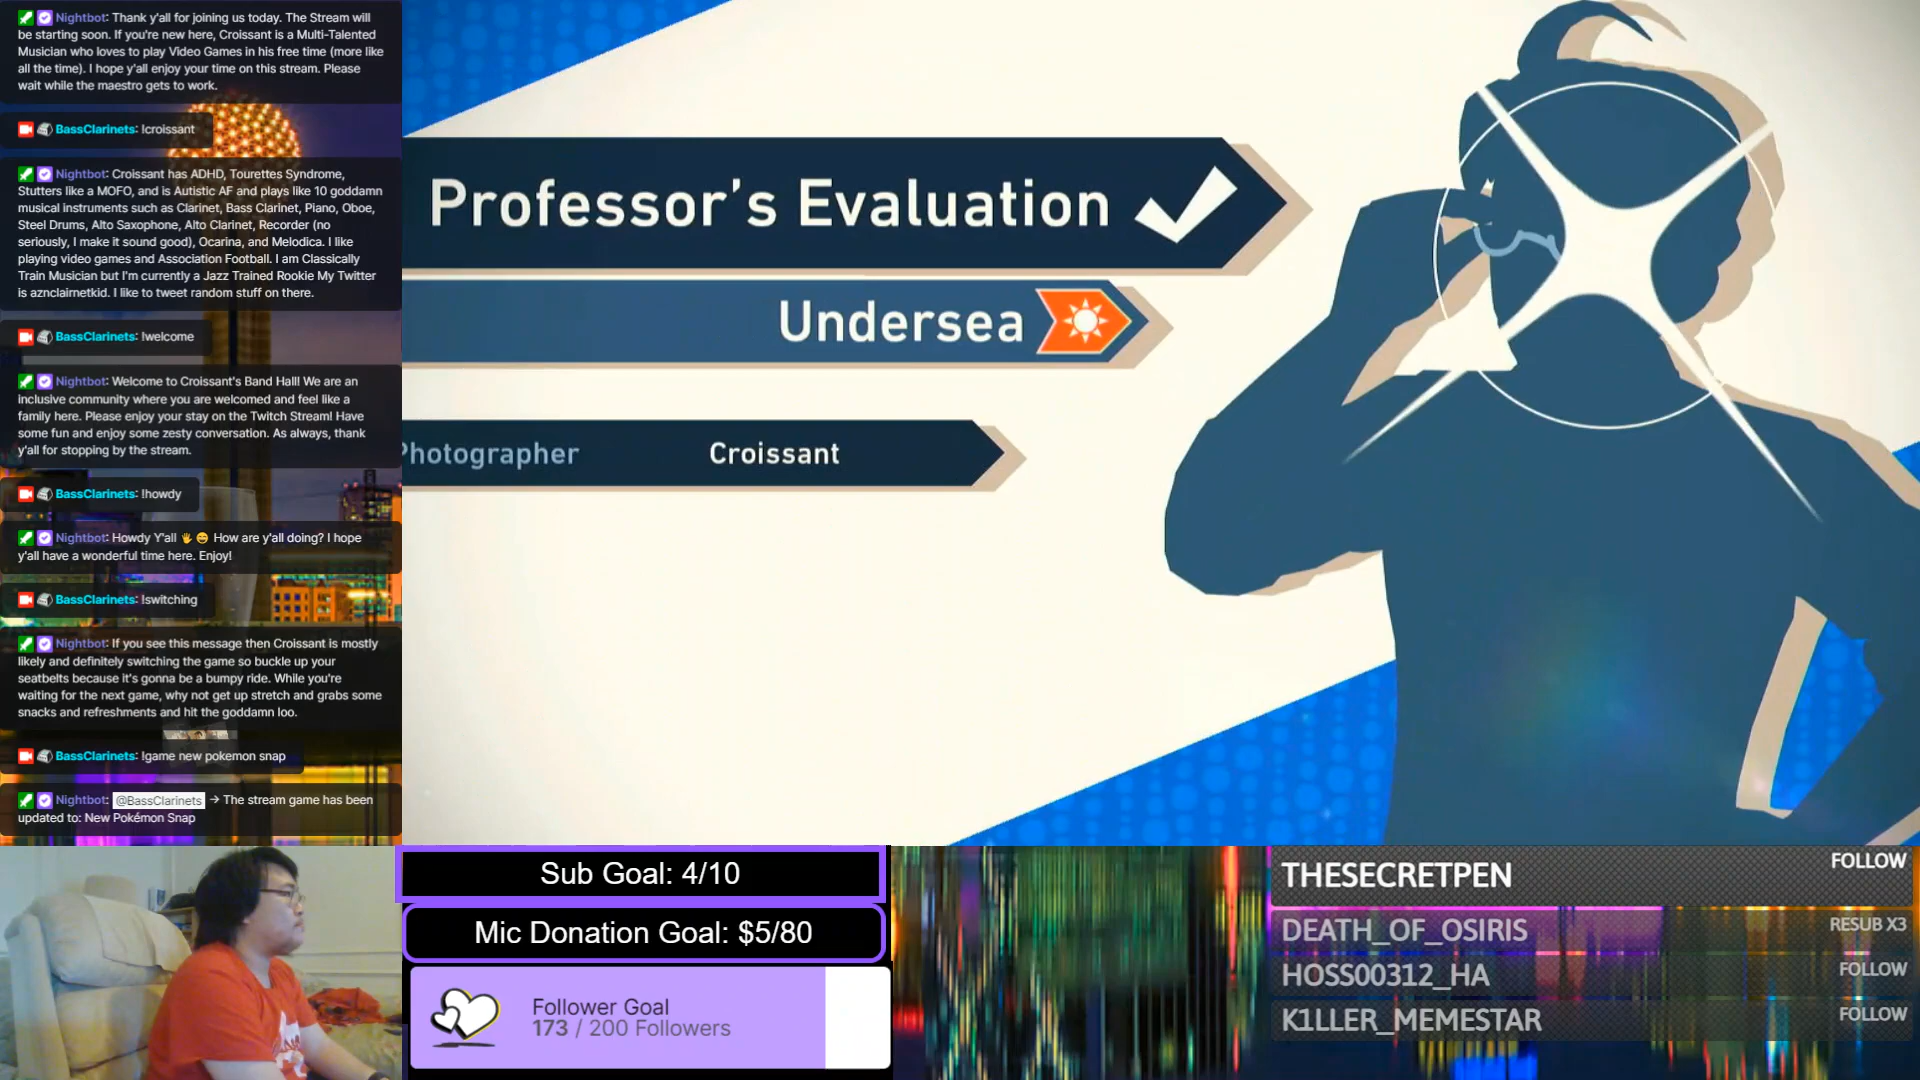 Nightbot: Thank y'all for joining us today. The Stream will
be starting soon. If you're new here, Croissant is a Multi-Talented
Musician who loves to play Video Games in his free time (more like
all the time). I hope y'all enjoy your time on this stream. Please
wait while the maestro gets to work.
BassClarinets: !croissant
Nightbot: Croissant has ADHD, Tourettes Syndrome,
Stutters like a MOFO, and is Autistic AF and plays like 10 goddamn
musical instruments such as Clarinet, Bass Clarinet, Piano, Oboe,
Steel Drums, Alto Saxophone, Alto Clarinet, Recorder (no
seriously, I make it sound good), Ocarina, and Melodica. I like
playing video games and Association Football. I am Classically
Train Musician but I'm currently a Jazz Trained Rookie My Twitter
is aznclairnetkid. I like to tweet random stuff on there.
BassClarinets: !welcome
Nightbot: Welcome to Croissant's Band Hall! We are an
inclusive community where you are welcomed and feel like a
family here. Please enjoy your stay on the Twitch Stream! Have
some fun and enjoy some zesty conversation. As always, thank
y'all for stopping by the stream.
BassClarinets: !howdy
Nightbot: Howdy Y'all 🖐 😄 How are y'all doing? I hope
y'all have a wonderful time here. Enjoy!
BassClarinets: !switching
Nightbot: If you see this message then Croissant is mostly
likely and definitely switching the game so buckle up your
seatbelts because it's gonna be a bumpy ride. While you're
waiting for the next game, why not get up stretch and grabs some
snacks and refreshments and hit the goddamn loo.
BassClarinets: !game new pokemon snap
Nightbot: @BassClarinets → The stream game has been
updated to: New Pokémon Snap
Professor's Evaluation
Undersea
Photographer Croissant
Sub Goal: 4/10
Mic Donation Goal: $5/80
Follower Goal
173 / 200 Followers
THESECRETPEN FOLLOW
DEATH_OF_OSIRIS RESUB X3
HOSS00312_HA FOLLOW
K1LLER_MEMESTAR FOLLOW